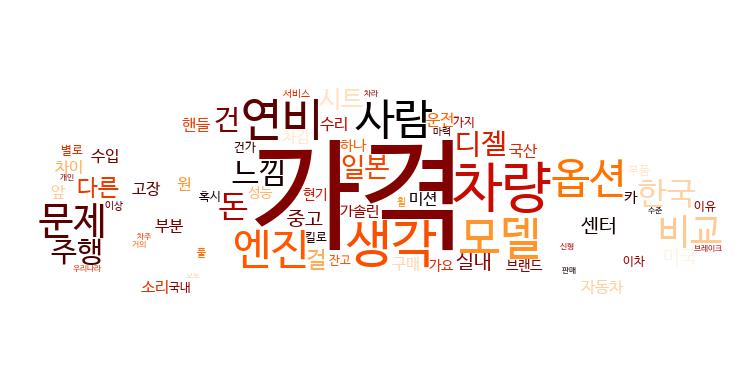 서비스
차라
시트
핸들
건
연비
수리
사람
운전
가지
마력
별로
수입
건가
차감
하나
디젤
국산
차이
개인
느낌
일본
가격
차량
옵션
부품
앞
다른
고장
원
혹시
성능
현기
휠
미션
카
한국
수준
이유
문제
이상
돈
중고
가솔린
부분
센터
비교
차주
거의
주행
풀
엔진
킬로
생각
모델
신형
브레이크
우리나라
걸
잔고
구매
가요
실내
브랜드
판매
이차
미국
소리
국내
자동차